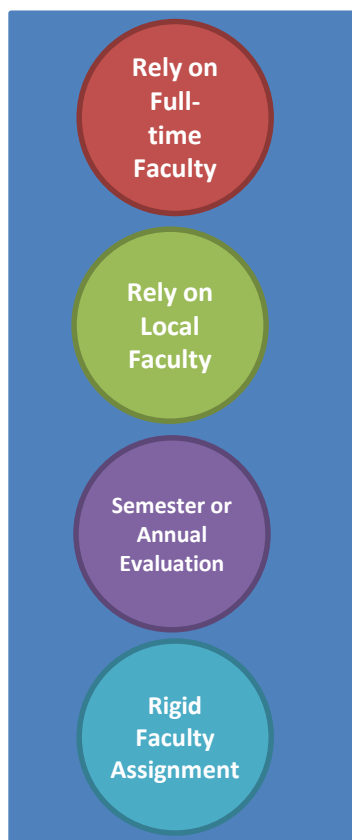 Rely on
Full-
time
Faculty
Rely on
Local
Faculty
Semester or
Annual
Evaluation
Rigid
Faculty
Assignment